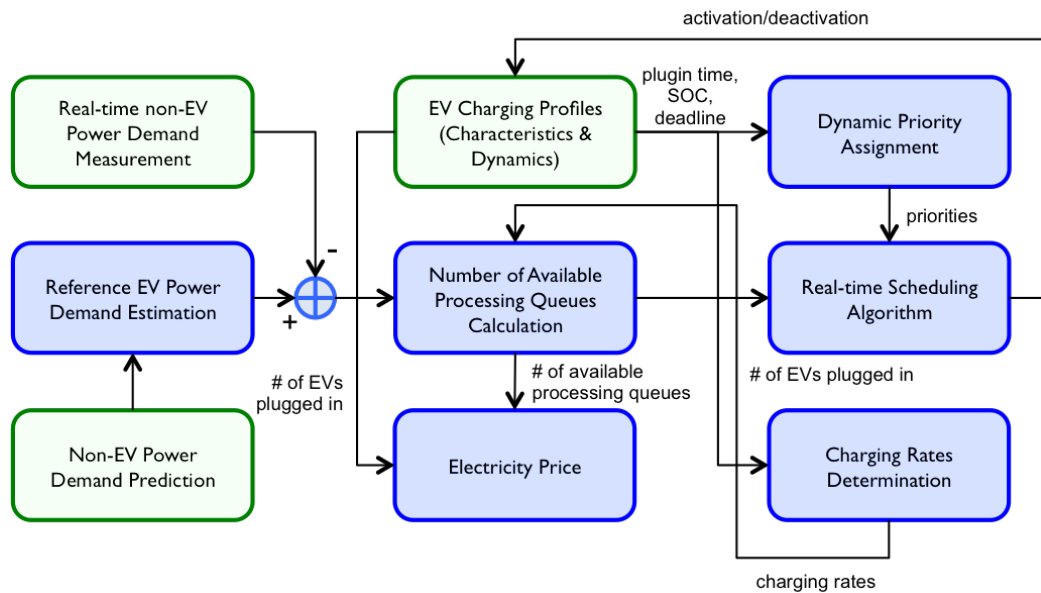 activation/deactivation
Real-time non-EV
Power Demand
Measurement
EV Charging Profiles
(Characteristics &
Dynamics)
plugin time,
SOC,
deadline
Dynamic Priority
Assignment
priorities
-
Reference EV Power
Demand Estimation
+
Number of Available
Processing Queues
Calculation
Real-time Scheduling
Algorithm
# of EVs
plugged in
# of available
processing queues
# of EVs plugged in
Non-EV Power
Demand Prediction
Electricity Price
Charging Rates
Determination
charging rates